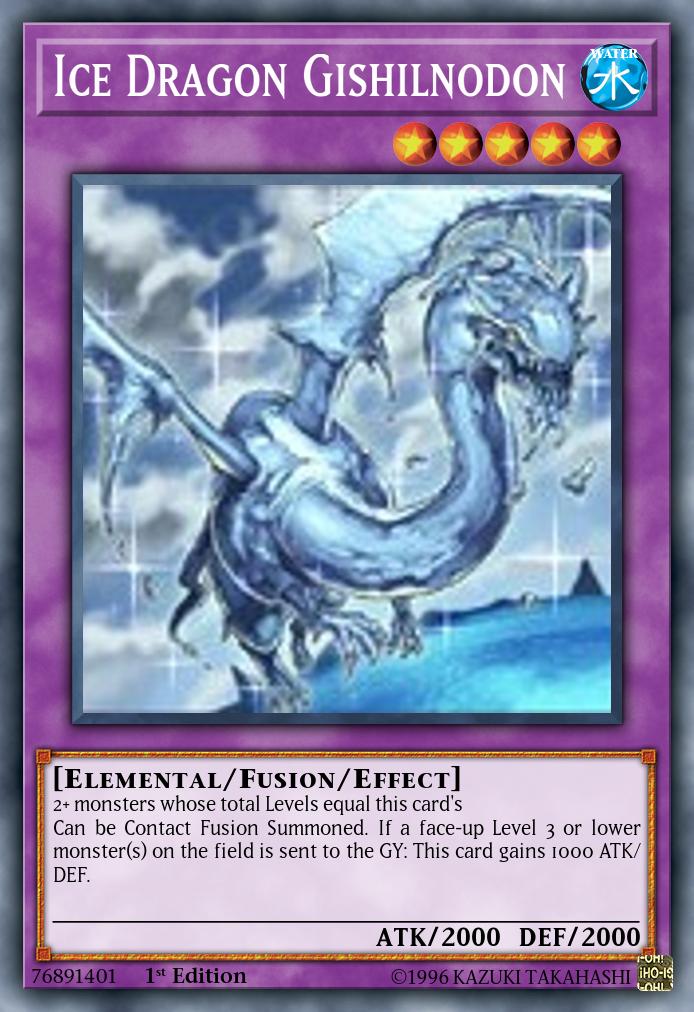 Ice Dragon Gishilnodon
WATER
水
[Elemental/Fusion/Effect]
2+ monsters whose total Levels equal this card's
Can be Contact Fusion Summoned. If a face-up Level 3 or lower
monster(s) on the field is sent to the GY: This card gains 1000 ATK/
DEF.
ATK/2000 DEF/2000
76891401 1st Edition ©1996 KAZUKI TAKAHASHI